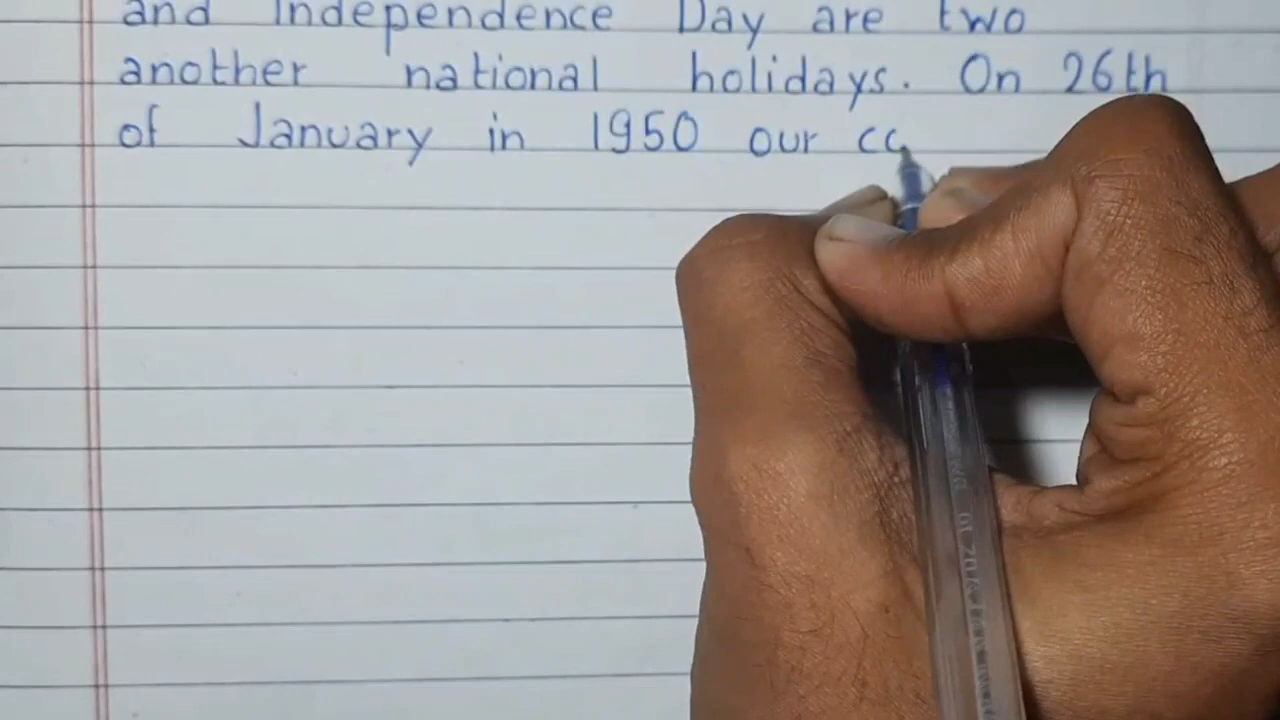 and Independence Day are two
another national holidays. On 26th
of January in 1950 our